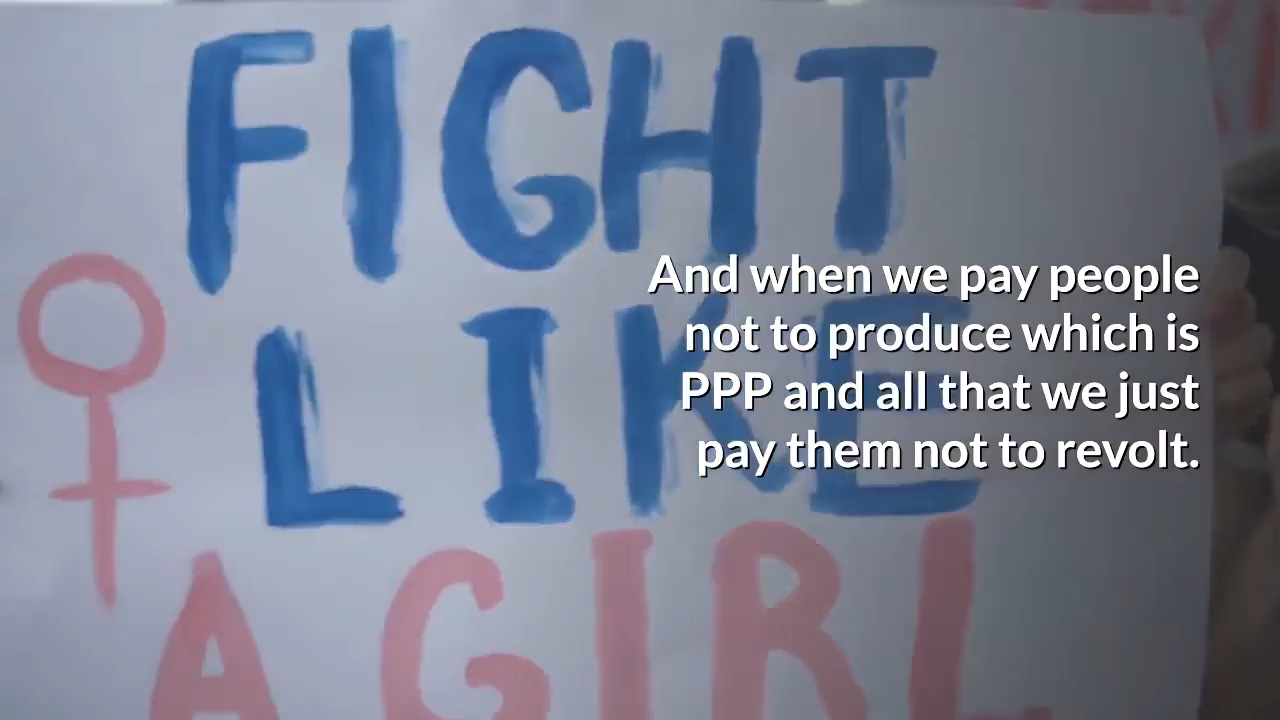 FIGHT
LIKE
A GIRL
And when we pay people
not to produce which is
PPP and all that we just
pay them not to revolt.